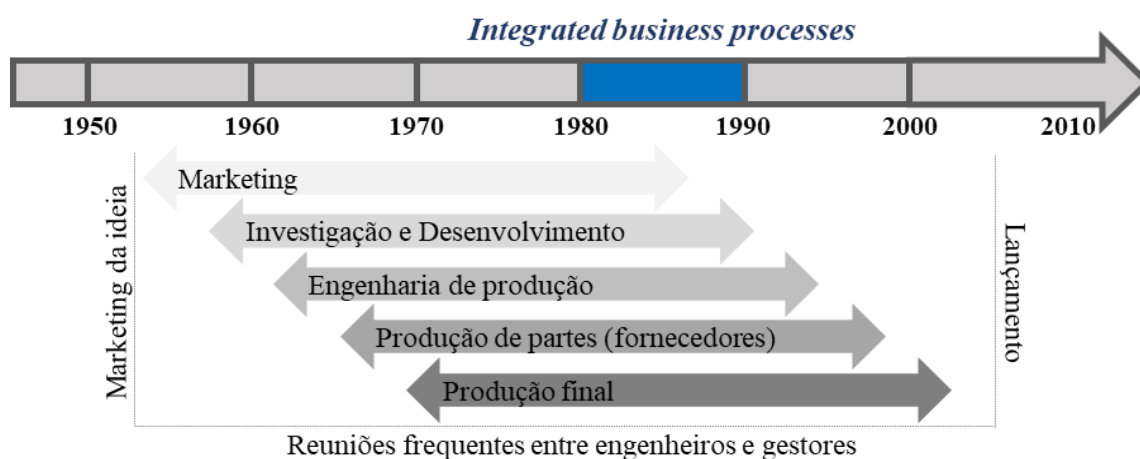 Integrated business processes
1950 1960 1970 1980 1990 2000 2010
Marketing da ideia
Marketing
Investigação e Desenvolvimento
Engenharia de produção
Produção de partes (fornecedores)
Produção final
Lançamento
Reuniões frequentes entre engenheiros e gestores